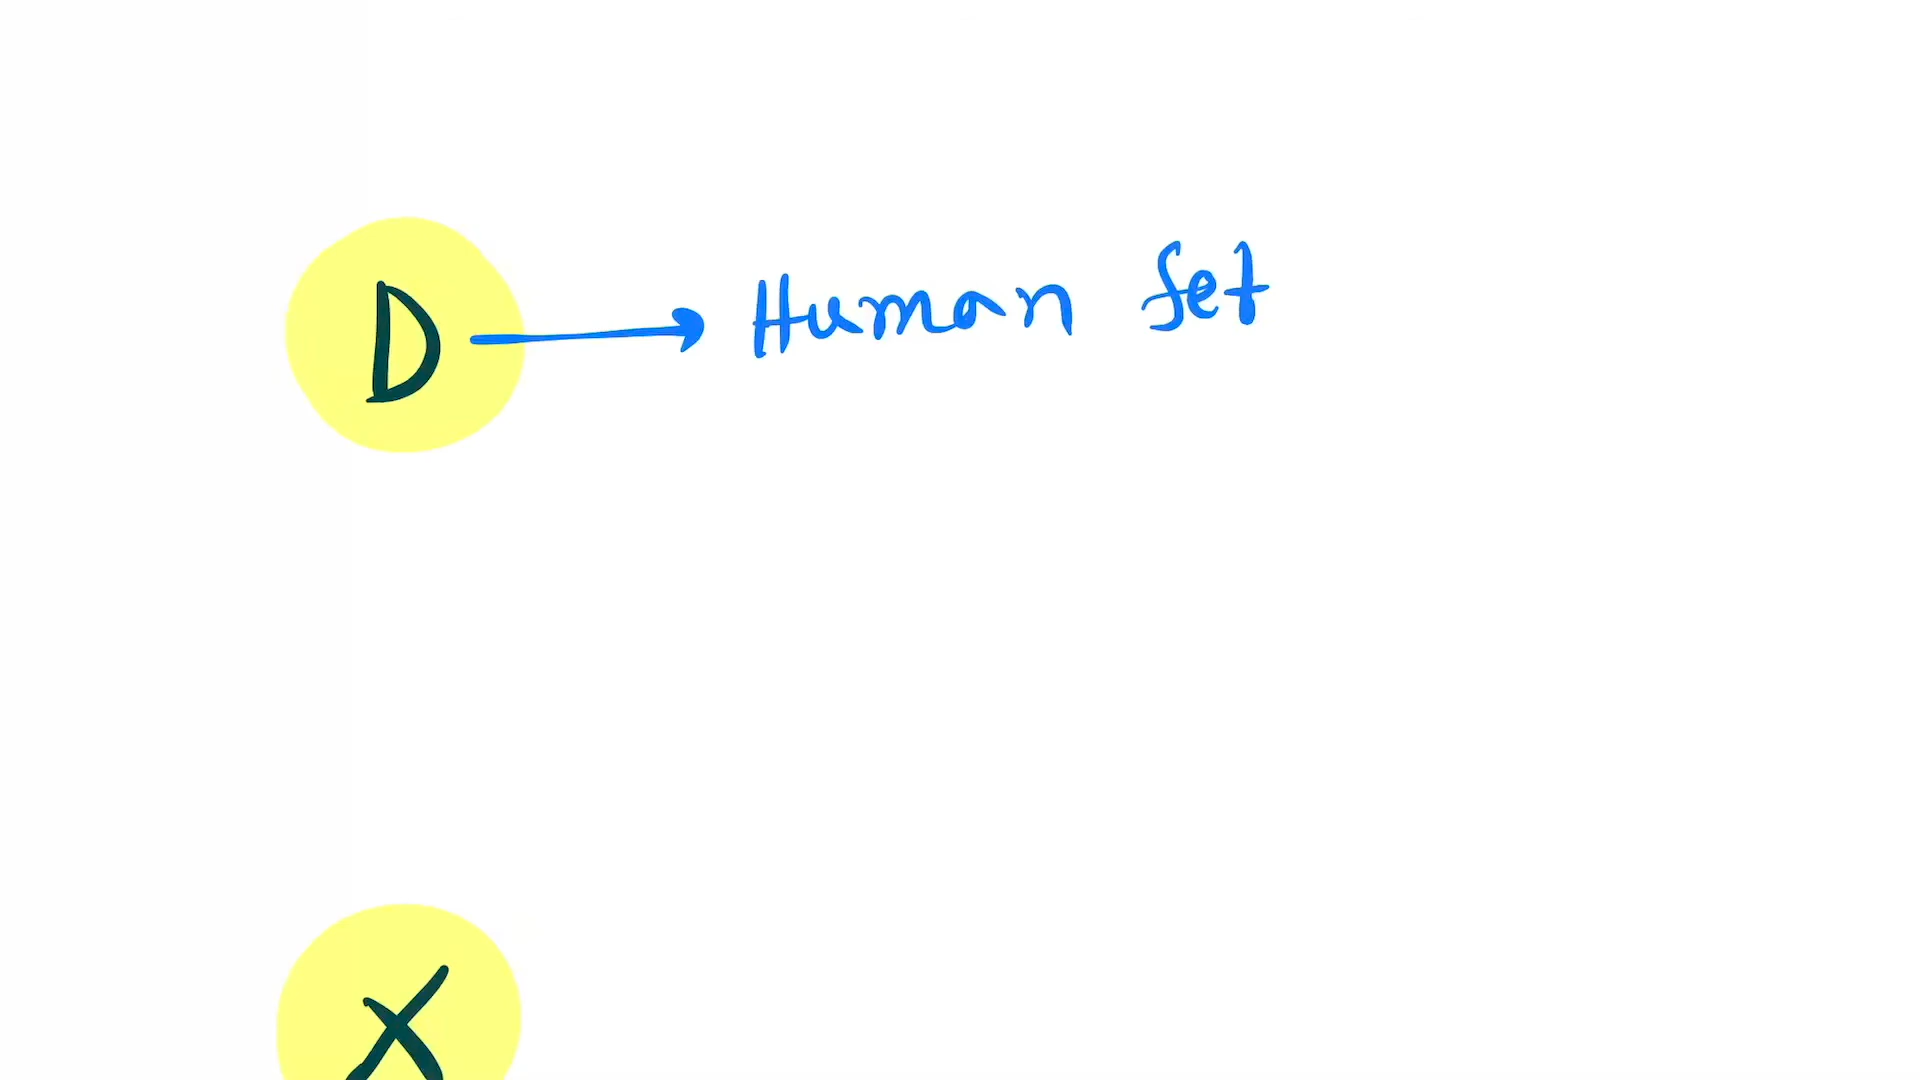 D → Human set
X